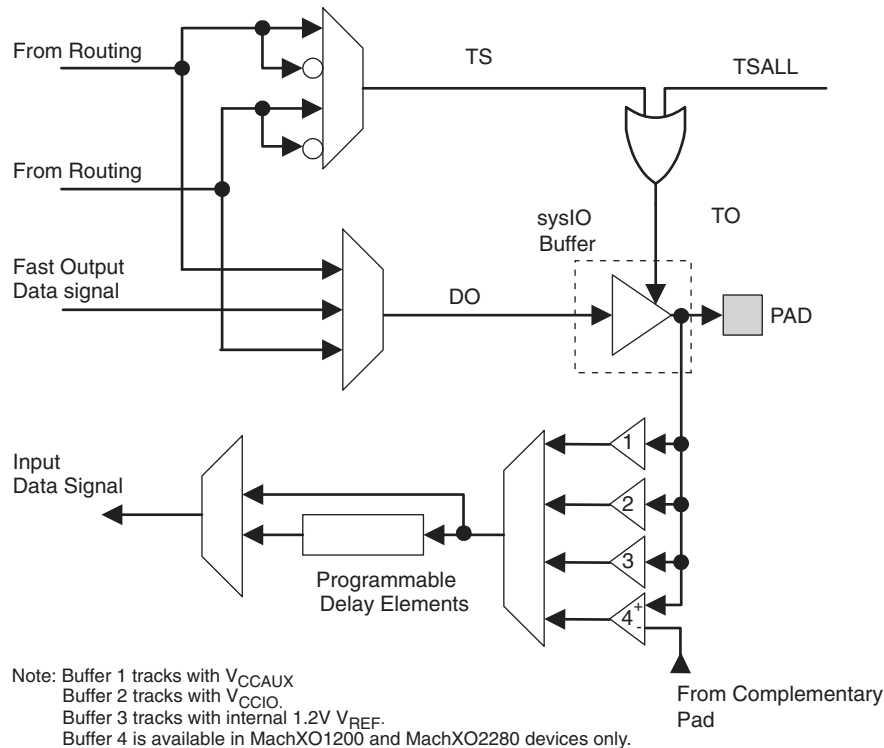 From Routing
TS
TSALL
From Routing
TO
sysIO
Buffer
Fast Output
Data signal
DO
PAD
1
Input
Data Signal
2
3
Programmable
Delay Elements
4
+
-
From Complementary
Pad
Note: Buffer 1 tracks with VCCAUX
Buffer 2 tracks with VCCIO.
Buffer 3 tracks with internal 1.2V VREF.
Buffer 4 is available in MachXO1200 and MachXO2280 devices only.